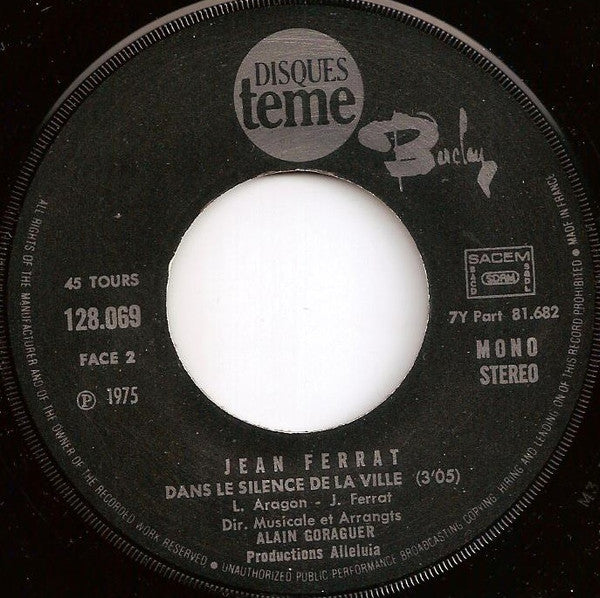 DISQUES
teme
Barclay
45 TOURS
128.069
FACE 2
℗ 1975
SACEM
SACD
SDRM
SGDL
7Y Part 81.682
MONO
STEREO
JEAN FERRAT
DANS LE SILENCE DE LA VILLE (3'05)
L. Aragon - J. Ferrat
Dir. Musicale et Arrangts
ALAIN GORAGUER
Productions Alleluia
ALL RIGHTS OF THE MANUFACTURER AND OF THE OWNER OF THE RECORDED WORK RESERVED ● UNAUTHORIZED PUBLIC PERFORMANCE BROADCASTING COPYING, HIRING AND LENDING ON OF THIS RECORD PROHIBITED ● MADE IN FRANCE